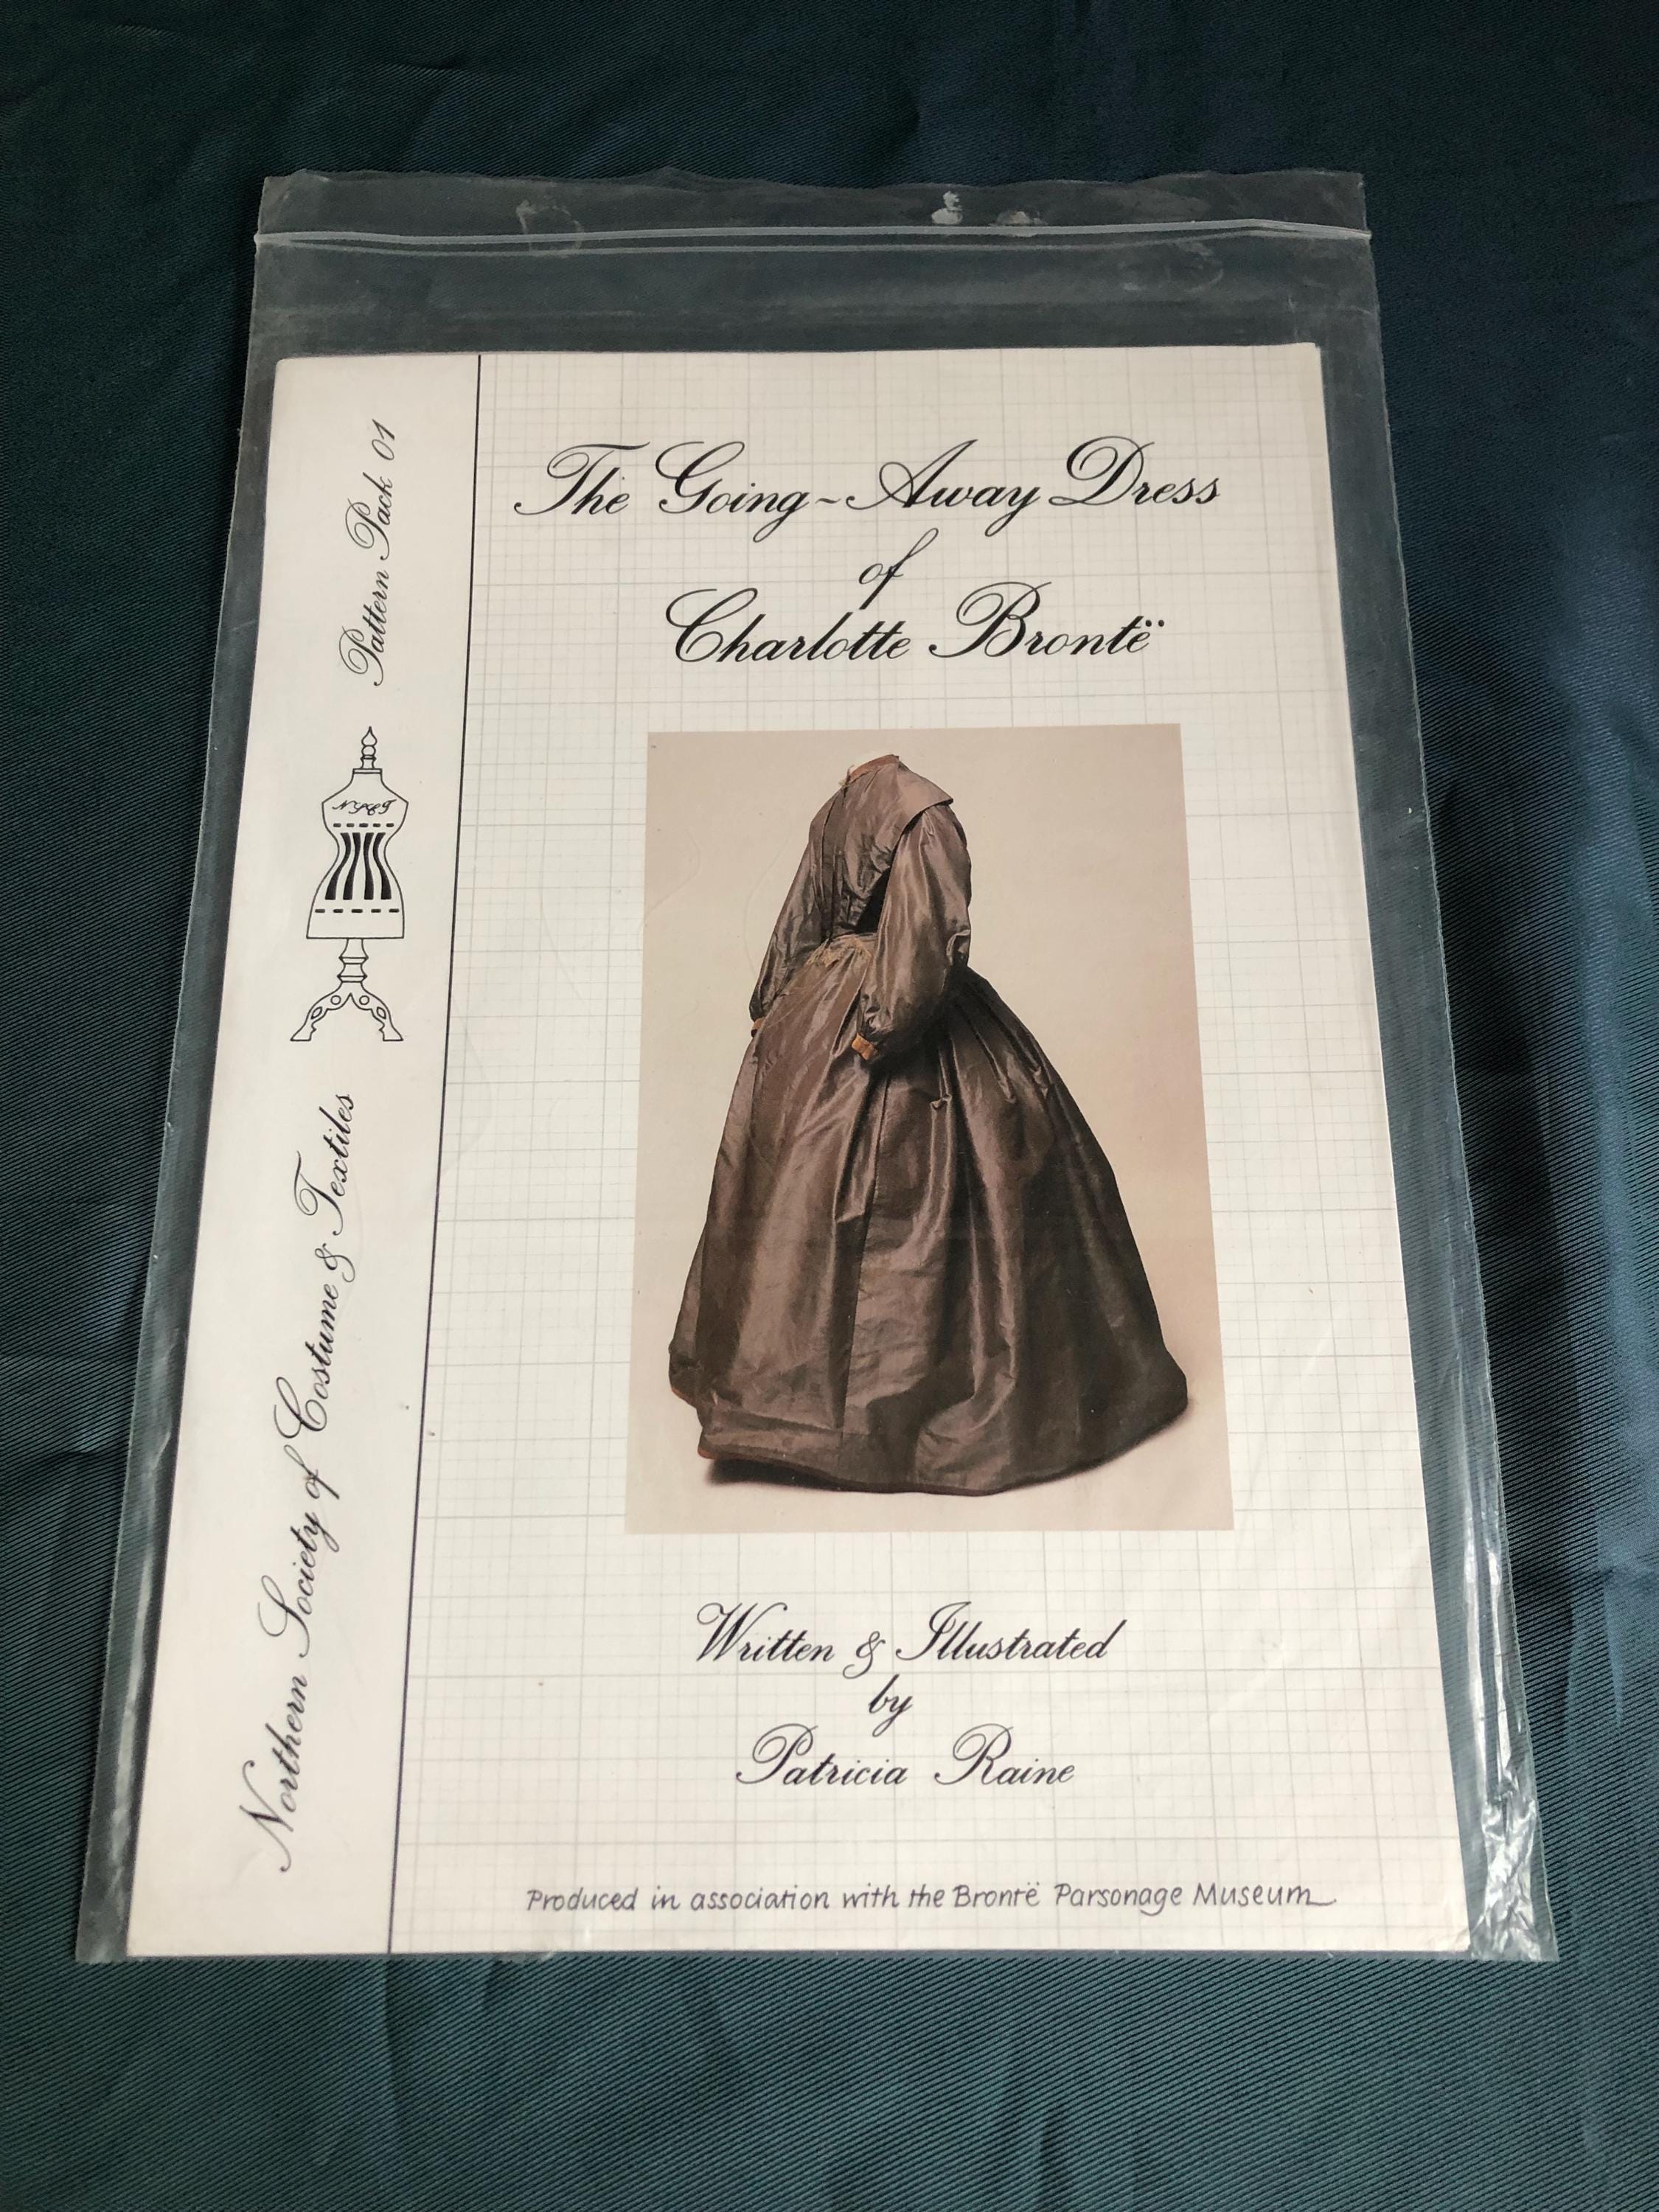 The Going-Away Dress
of
Charlotte Brontë
Written & Illustrated
by
Patricia Raine
Produced in association with the Brontë Parsonage Museum
Northern Society of Costume & Textiles
NSCT
Pattern Pack 01